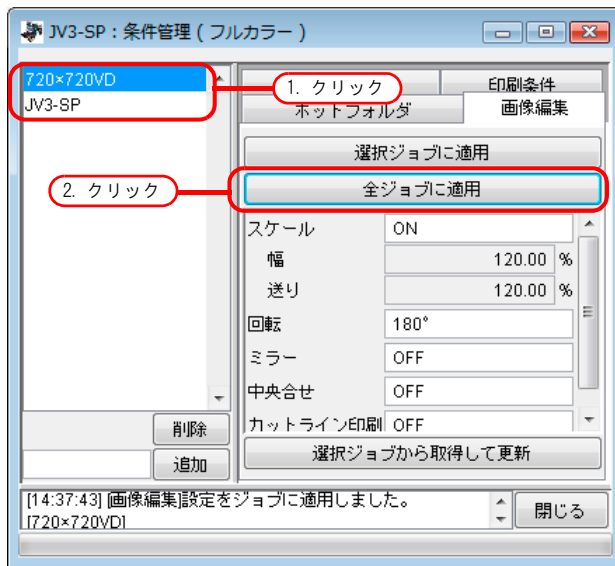 JV3-SP：条件管理 ( フルカラー )
720×720VD
JV3-SP
1. クリック
印刷条件
ホットフォルダ
画像編集
選択ジョブに適用
2. クリック
全ジョブに適用
スケール ON
幅 120.00 %
送り 120.00 %
回転 180°
ミラー OFF
中央合せ OFF
カットライン印刷 OFF
削除
追加
選択ジョブから取得して更新
[14:37:43] [画像編集]設定をジョブに適用しました。
[720×720VD]
閉じる